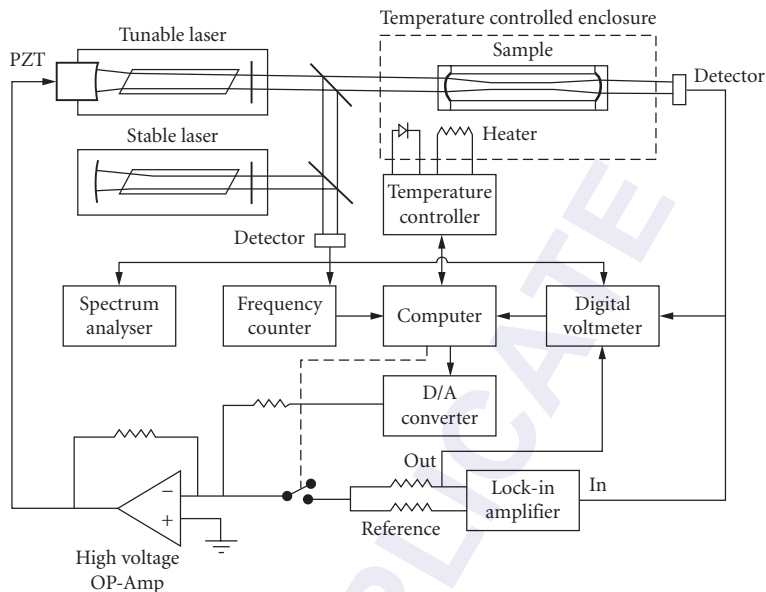 Temperature controlled enclosure
Tunable laser
Sample
PZT
Detector
Stable laser
Heater
Temperature
controller
Detector
Spectrum
analyser
Frequency
counter
Computer
Digital
voltmeter
D/A
converter
Out
Lock-in
amplifier
In
Reference
−
+
High voltage
OP-Amp
PLICATE